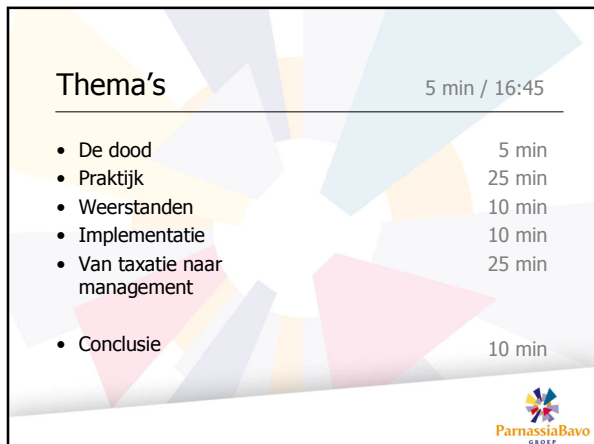 Thema's 5 min / 16:45
• De dood 5 min
• Praktijk 25 min
• Weerstanden 10 min
• Implementatie 10 min
• Van taxatie naar 25 min
management
• Conclusie 10 min
ParnassiaBavo
GROEP